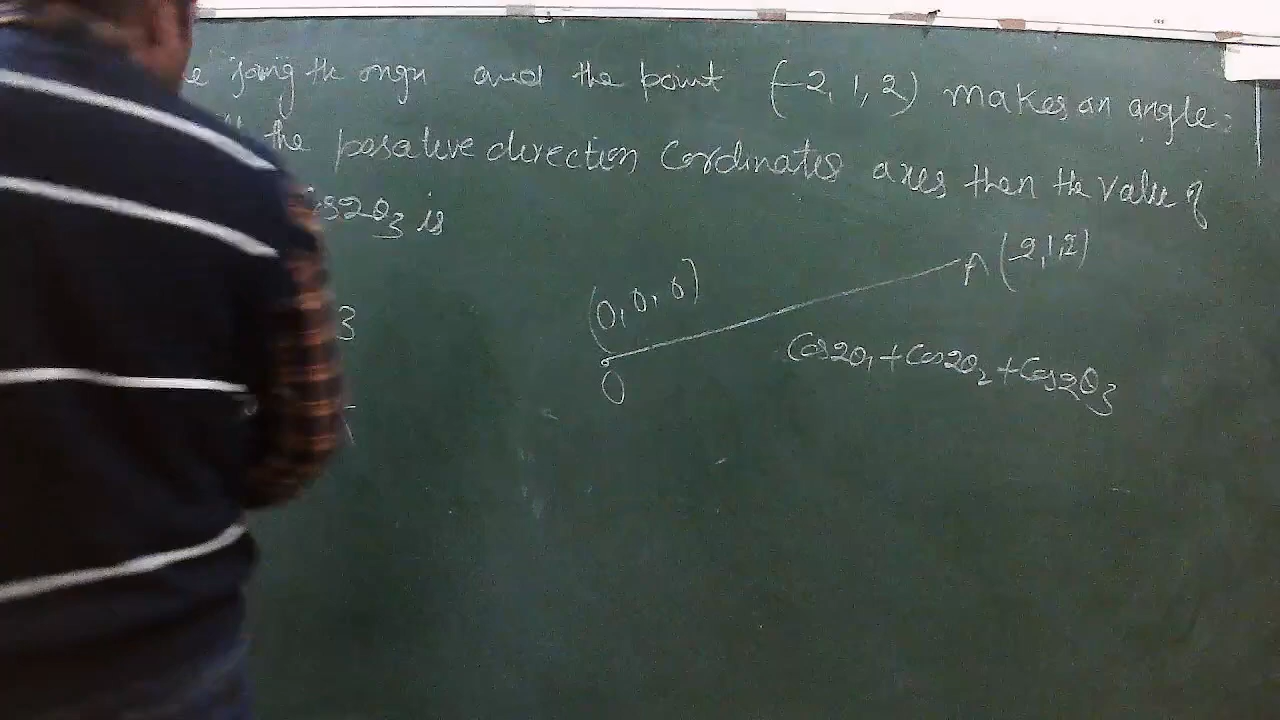 joing the origin and the point (-2, 1, 2) makes an angle
the positive direction Cordinates axes then the value of
cos2θ3 is
(0, 0, 0)
A (-2,1,2)
3
Cos2θ1+Cos2θ2+Cos2θ3
O